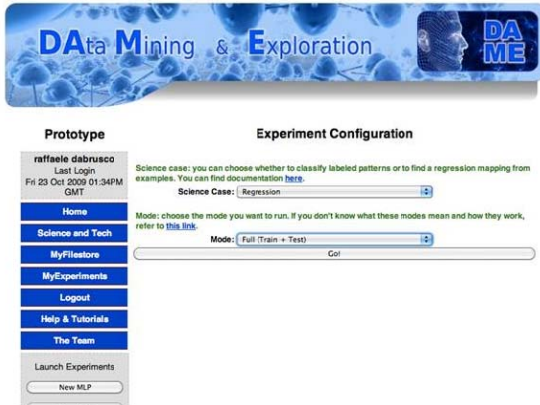 DAta Mining & Exploration
DA
ME
Prototype
raffaele dabrusco
Last Login
Fri 23 Oct 2009 01:34PM
GMT
Home
Science and Tech
MyFilestore
MyExperiments
Logout
Help & Tutorials
The Team
Launch Experiments
New MLP
Experiment Configuration
Science case: you can choose whether to classify labeled patterns or to find a regression mapping from
examples. You can find documentation here.
Science Case: Regression
Mode: choose the mode you want to run. If you don't know what these modes mean and how they work,
refer to this link.
Mode: Full (Train + Test)
Go!